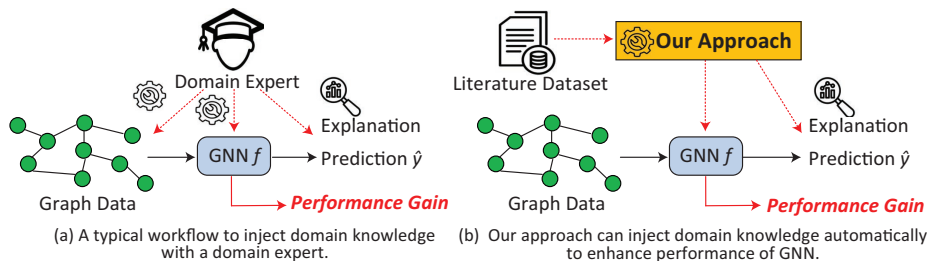 Domain Expert
Explanation
GNN f
Prediction ŷ
Graph Data
Performance Gain
(a) A typical workflow to inject domain knowledge
with a domain expert.
Our Approach
Literature Dataset
Explanation
GNN f
Prediction ŷ
Graph Data
Performance Gain
(b) Our approach can inject domain knowledge automatically
to enhance performance of GNN.